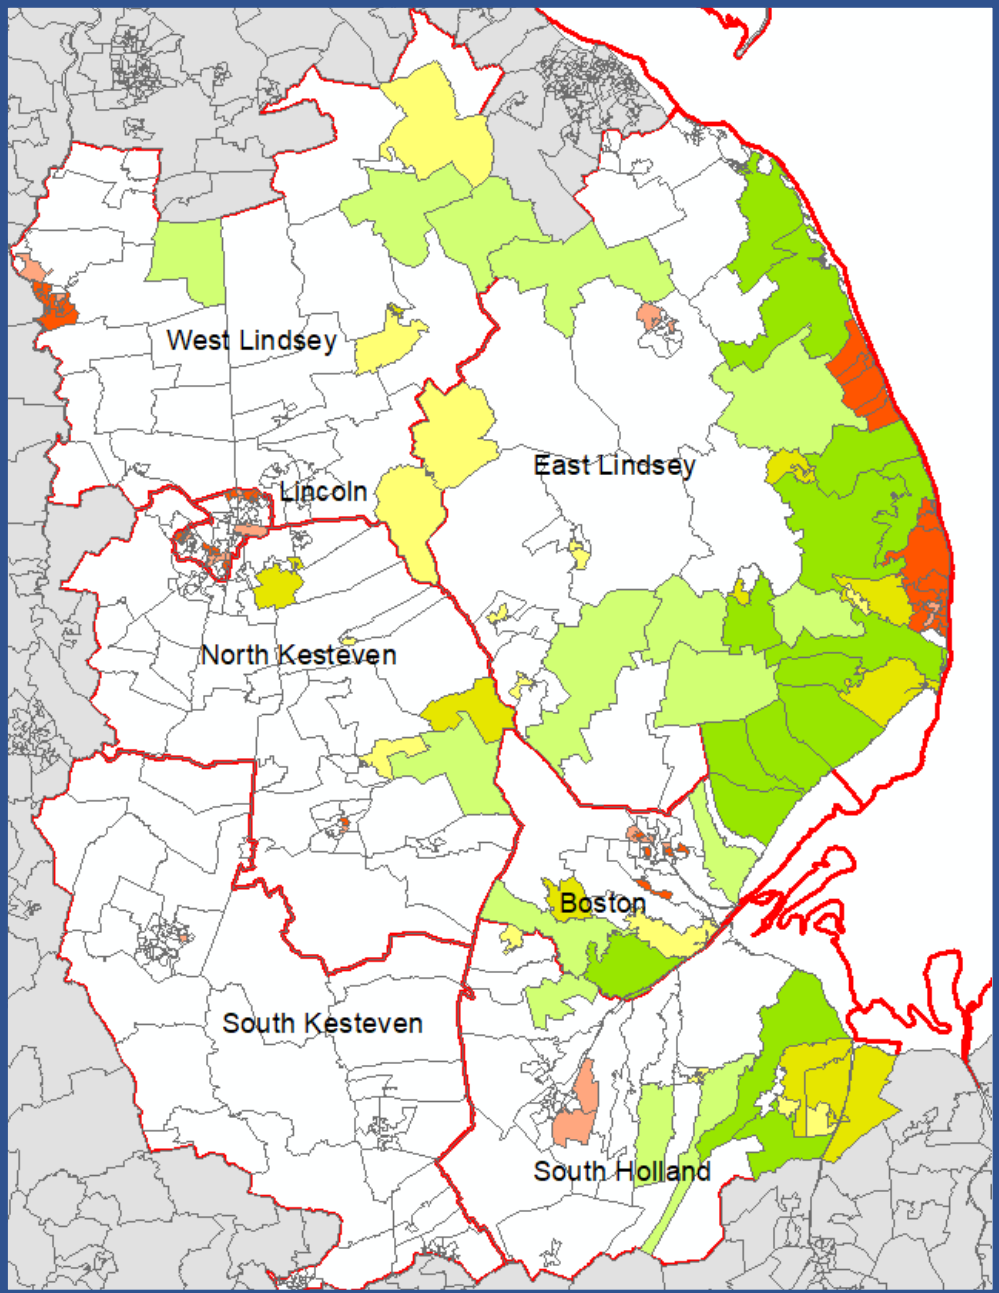 West Lindsey
East Lindsey
Lincoln
North Kesteven
Boston
South Kesteven
South Holland